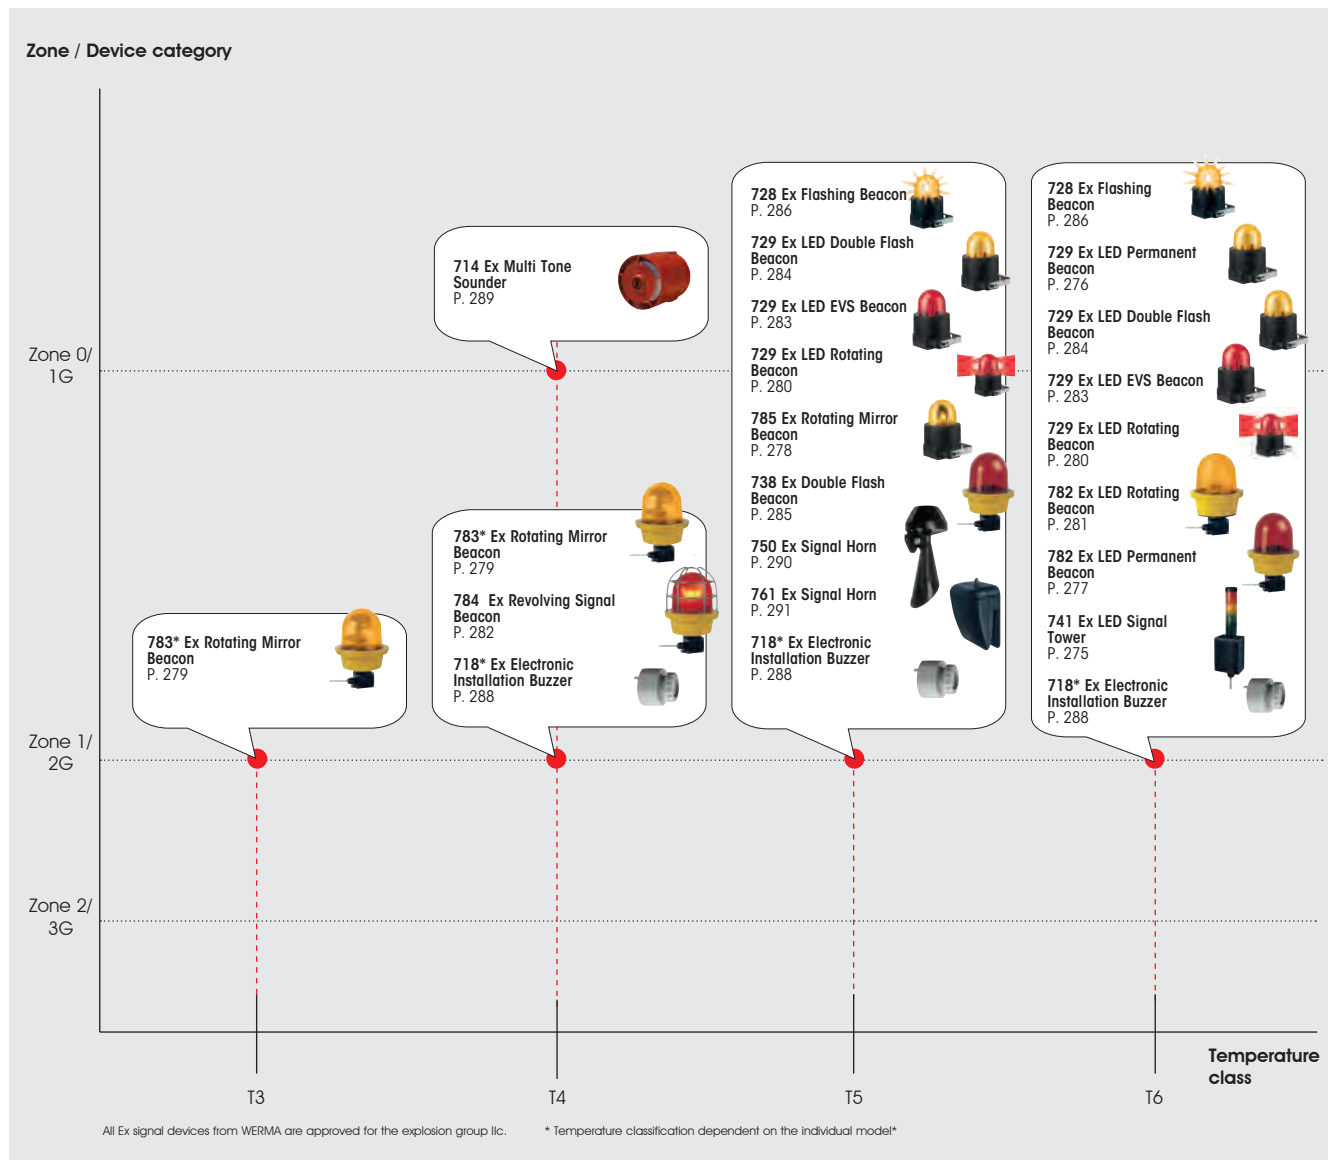 Zone / Device category
714 Ex Multi Tone
Sounder
P. 289
Zone 0/
1G
783* Ex Rotating Mirror
Beacon
P. 279
783* Ex Rotating Mirror
Beacon
P. 279
784 Ex Revolving Signal
Beacon
P. 282
718* Ex Electronic
Installation Buzzer
P. 288
728 Ex Flashing Beacon
P. 286
729 Ex LED Double Flash
Beacon
P. 284
729 Ex LED EVS Beacon
P. 283
729 Ex LED Rotating
Beacon
P. 280
785 Ex Rotating Mirror
Beacon
P. 278
738 Ex Double Flash
Beacon
P. 285
750 Ex Signal Horn
P. 290
761 Ex Signal Horn
P. 291
718* Ex Electronic
Installation Buzzer
P. 288
728 Ex Flashing
Beacon
P. 286
729 Ex LED Permanent
Beacon
P. 276
729 Ex LED Double Flash
Beacon
P. 284
729 Ex LED EVS Beacon
P. 283
729 Ex LED Rotating
Beacon
P. 280
782 Ex LED Rotating
Beacon
P. 281
782 Ex LED Permanent
Beacon
P. 277
741 Ex LED Signal
Tower
P. 275
718* Ex Electronic
Installation Buzzer
P. 288
Zone 1/
2G
Zone 2/
3G
Temperature
class
T3
T4
T5
T6
All Ex signal devices from WERMA are approved for the explosion group IIc.
* Temperature classification dependent on the individual model*